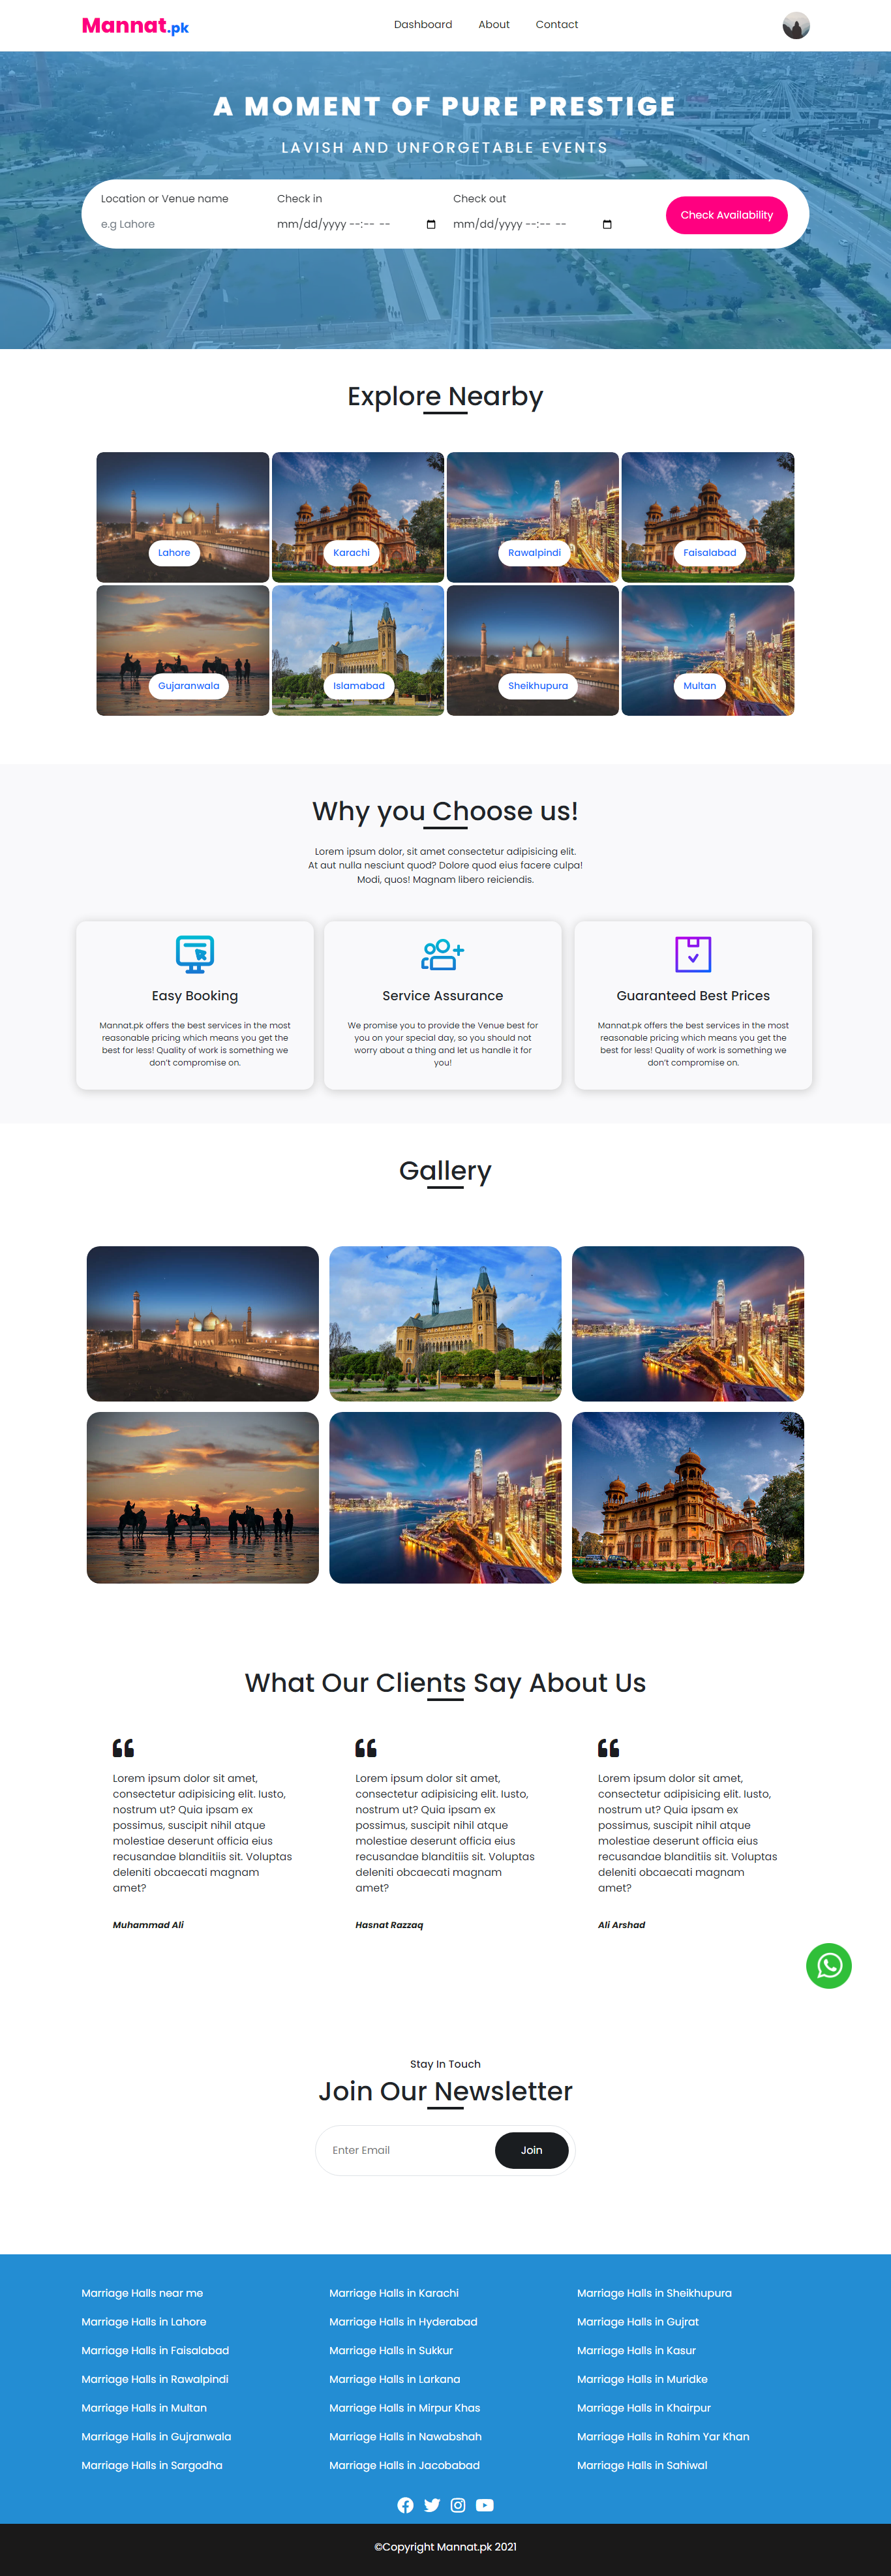 Mannat.pk
Dashboard About Contact
A MOMENT OF PURE PRESTIGE
LAVISH AND UNFORGETABLE EVENTS
Location or Venue name Check in Check out
e.g Lahore mm/dd/yyyy --:-- -- mm/dd/yyyy --:-- --
Check Availability
Explore Nearby
Lahore Karachi Rawalpindi Faisalabad
Gujaranwala Islamabad Sheikhupura Multan
Why you Choose us!
Lorem ipsum dolor, sit amet consectetur adipisicing elit.
At aut nulla nesciunt quod? Dolore quod eius facere culpa!
Modi, quos! Magnam libero reiciendis.
Easy Booking
Mannat.pk offers the best services in the most
reasonable pricing which means you get the
best for less! Quality of work is something we
don't compromise on.
Service Assurance
We promise you to provide the Venue best for
you on your special day, so you should not
worry about a thing and let us handle it for
you!
Guaranteed Best Prices
Mannat.pk offers the best services in the most
reasonable pricing which means you get the
best for less! Quality of work is something we
don't compromise on.
Gallery
What Our Clients Say About Us
Lorem ipsum dolor sit amet,
consectetur adipisicing elit. Iusto,
nostrum ut? Quia ipsam ex
possimus, suscipit nihil atque
molestiae deserunt officia eius
recusandae blanditiis sit. Voluptas
deleniti obcaecati magnam
amet?
Muhammad Ali
Lorem ipsum dolor sit amet,
consectetur adipisicing elit. Iusto,
nostrum ut? Quia ipsam ex
possimus, suscipit nihil atque
molestiae deserunt officia eius
recusandae blanditiis sit. Voluptas
deleniti obcaecati magnam
amet?
Hasnat Razzaq
Lorem ipsum dolor sit amet,
consectetur adipisicing elit. Iusto,
nostrum ut? Quia ipsam ex
possimus, suscipit nihil atque
molestiae deserunt officia eius
recusandae blanditiis sit. Voluptas
deleniti obcaecati magnam
amet?
Ali Arshad
Stay In Touch
Join Our Newsletter
Enter Email Join
Marriage Halls near me
Marriage Halls in Lahore
Marriage Halls in Faisalabad
Marriage Halls in Rawalpindi
Marriage Halls in Multan
Marriage Halls in Gujranwala
Marriage Halls in Sargodha
Marriage Halls in Karachi
Marriage Halls in Hyderabad
Marriage Halls in Sukkur
Marriage Halls in Larkana
Marriage Halls in Mirpur Khas
Marriage Halls in Nawabshah
Marriage Halls in Jacobabad
Marriage Halls in Sheikhupura
Marriage Halls in Gujrat
Marriage Halls in Kasur
Marriage Halls in Muridke
Marriage Halls in Khairpur
Marriage Halls in Rahim Yar Khan
Marriage Halls in Sahiwal
©Copyright Mannat.pk 2021